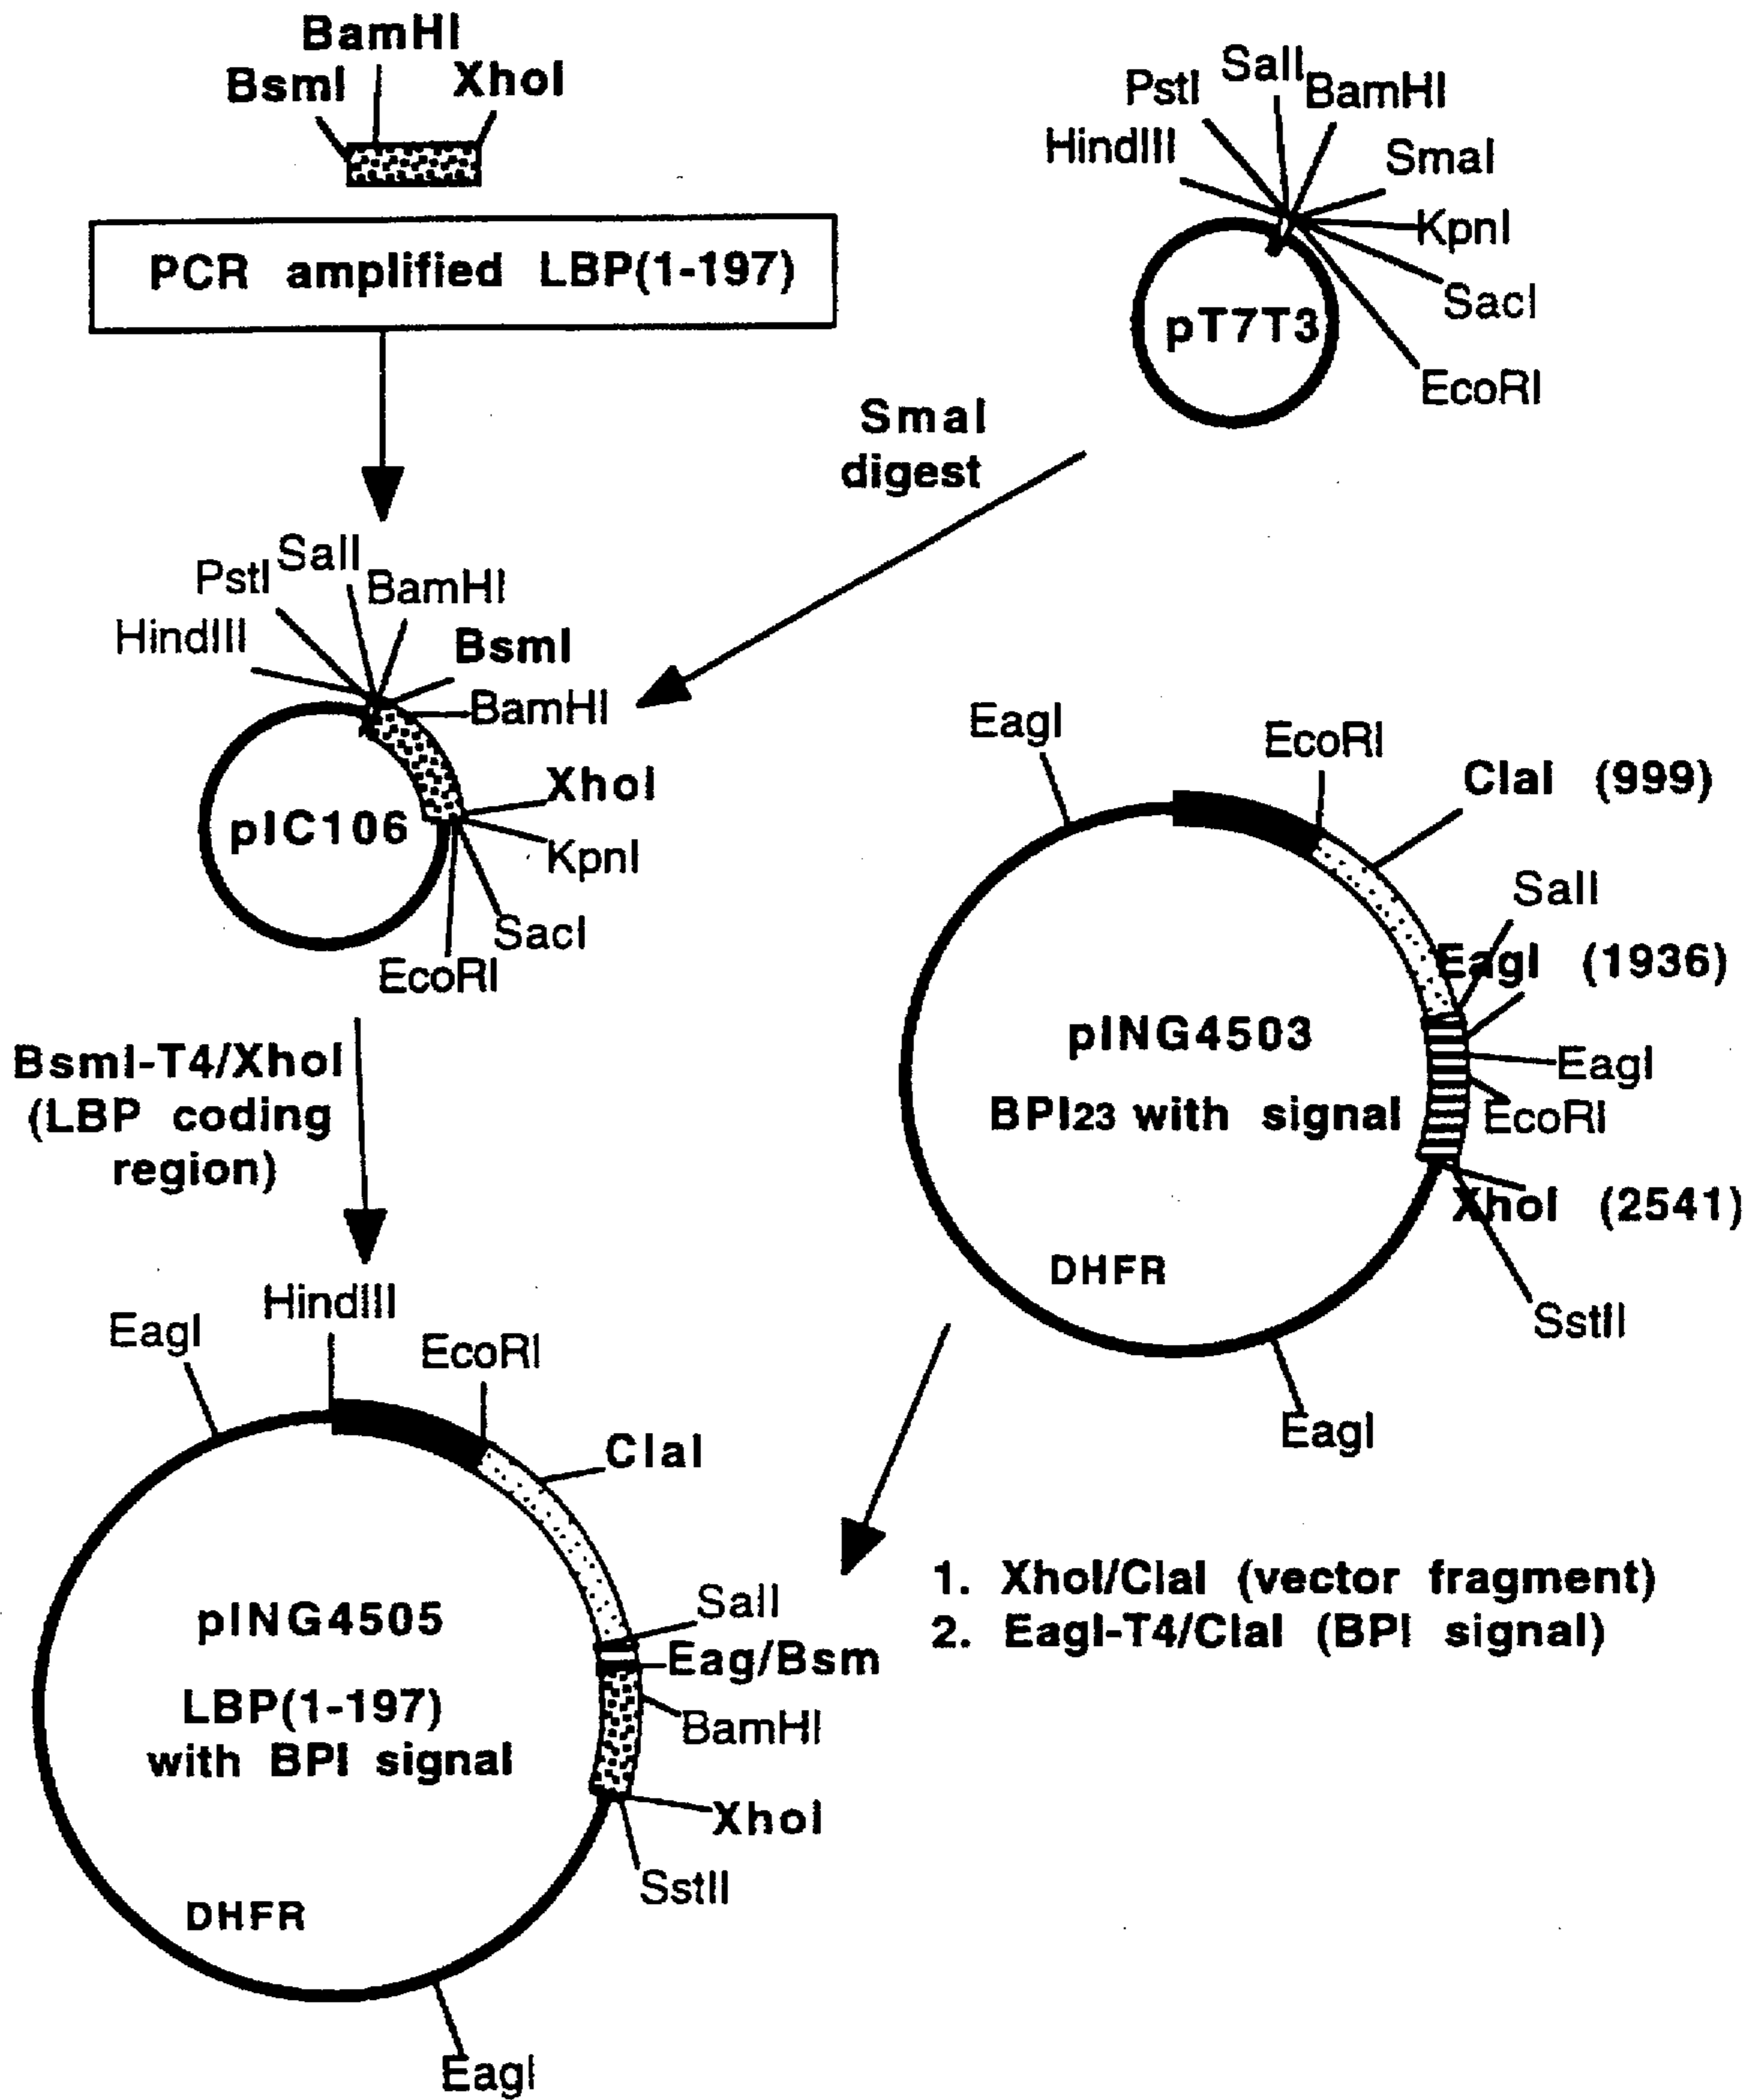 BamHI
BsmI
XhoI
PCR amplified LBP(1-197)
SalI
PstI
BamHI
HindIII
SmaI
KpnI
SacI
pT7T3
EcoRI
SmaI
digest
SalI
PstI
BamHI
HindIII
BsmI
BamHI
XhoI
pIC106
KpnI
SacI
EcoRI
BsmI-T4/XhoI
(LBP coding
region)
EagI
EcoRI
ClaI (999)
SalI
EagI (1936)
pING4503
EagI
BPI23 with signal
EcoRI
XhoI (2541)
DHFR
SstII
EagI
HindIII
EagI
EcoRI
ClaI
1. XhoI/ClaI (vector fragment)
2. EagI-T4/ClaI (BPI signal)
SalI
pING4505
Eag/Bsm
LBP(1-197)
with BPI signal
BamHI
XhoI
SstII
DHFR
EagI